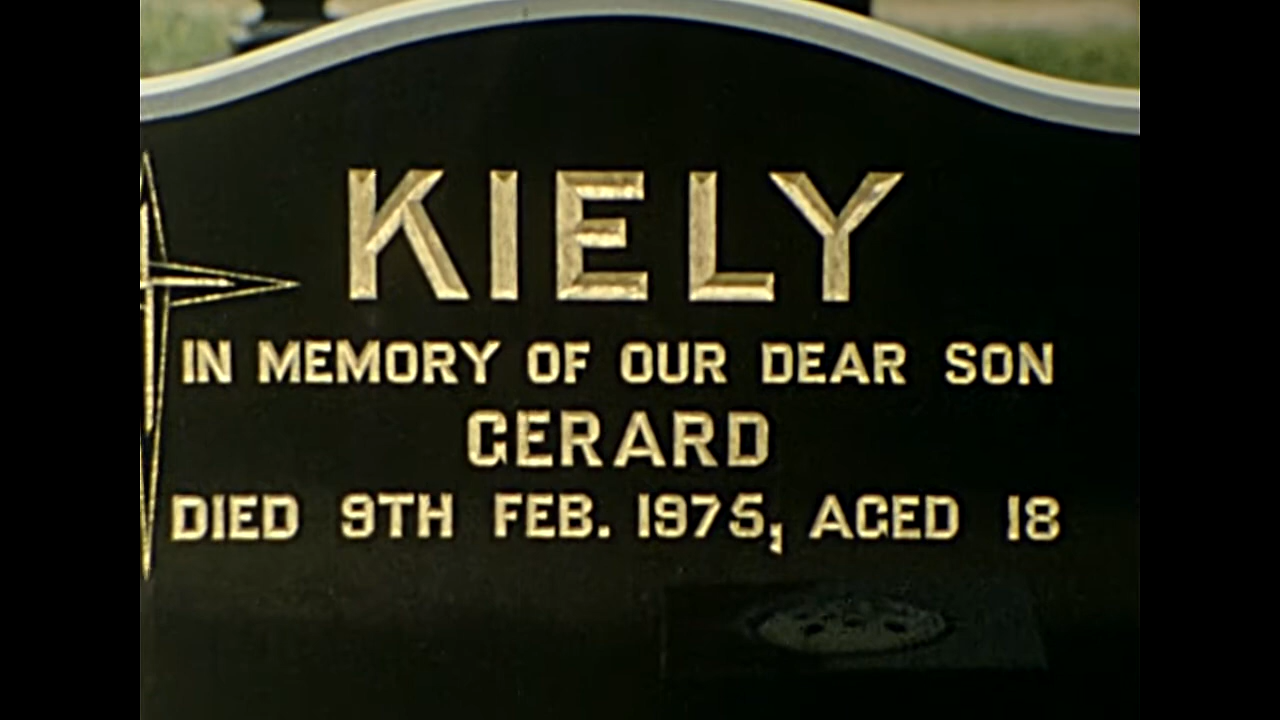 KIELY
IN MEMORY OF OUR DEAR SON
GERARD
DIED 9TH FEB. 1975, AGED 18